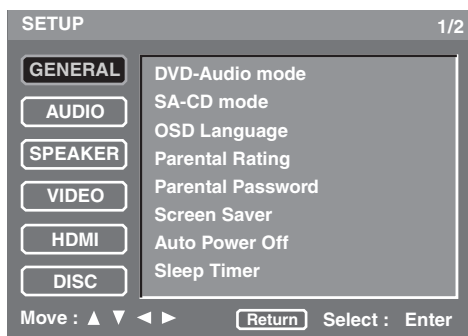 SETUP 1/2
GENERAL
AUDIO
SPEAKER
VIDEO
HDMI
DISC
DVD-Audio mode
SA-CD mode
OSD Language
Parental Rating
Parental Password
Screen Saver
Auto Power Off
Sleep Timer
Move : ▲ ▼ ◄ ► Return Select : Enter